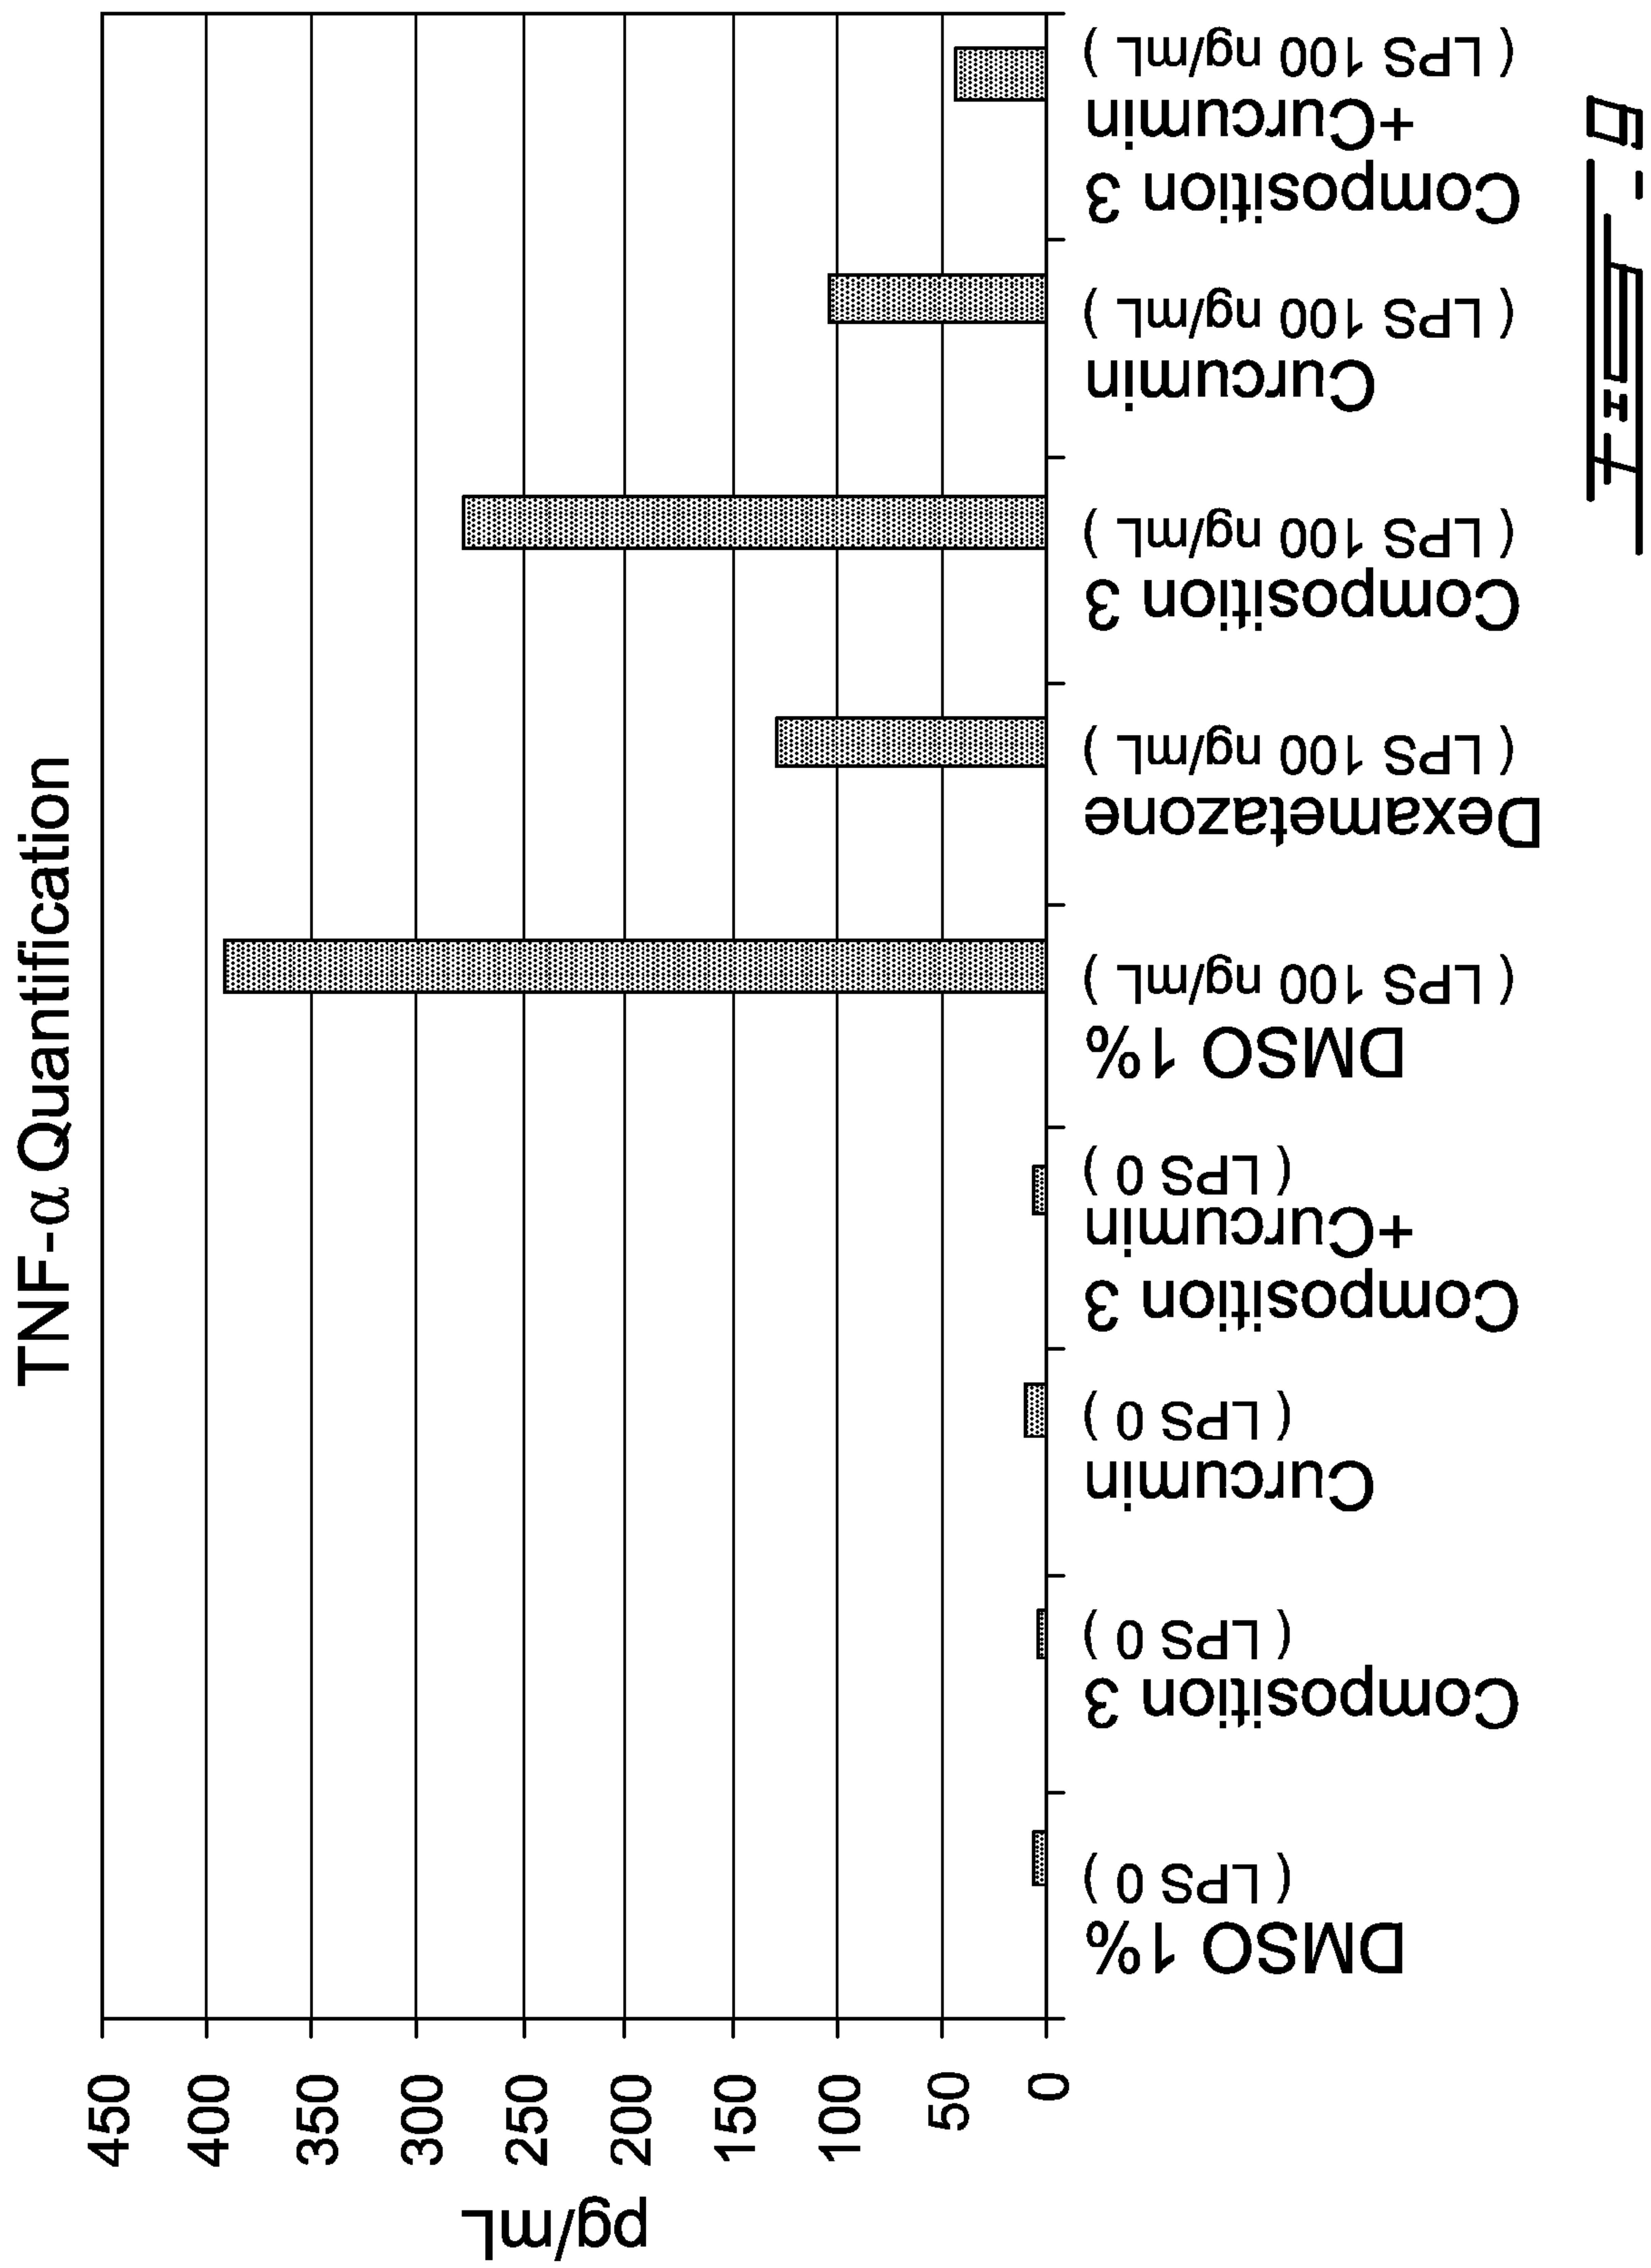 TNF-α Quantification
pg/mL
450
400
350
300
250
200
150
100
50
0
DMSO 1%
( LPS 0 )
Composition 3
( LPS 0 )
Curcumin
( LPS 0 )
Composition 3
+Curcumin
( LPS 0 )
DMSO 1%
( LPS 100 ng/mL )
Dexametazone
( LPS 100 ng/mL )
Composition 3
( LPS 100 ng/mL )
Curcumin
( LPS 100 ng/mL )
Composition 3
+Curcumin
( LPS 100 ng/mL )
Fig. 9